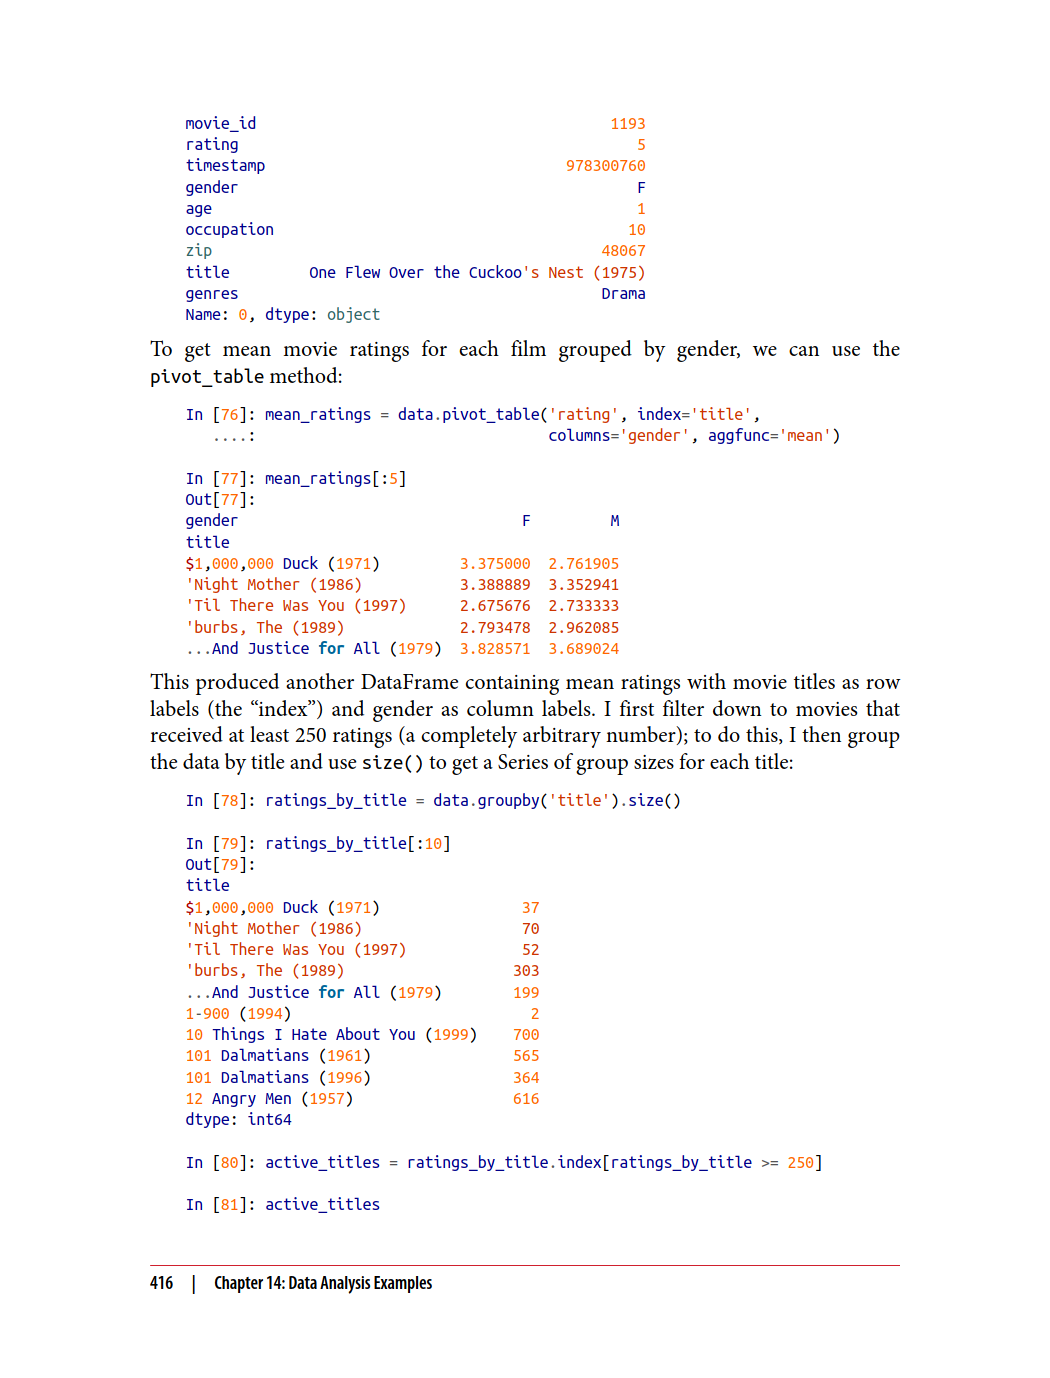 movie_id                                        1193
rating                                             5
timestamp                                  978300760
gender                                             F
age                                                1
occupation                                        10
zip                                            48067
title         One Flew Over the Cuckoo's Nest (1975)
genres                                         Drama
Name: 0, dtype: object
To get mean movie ratings for each film grouped by gender, we can use the
pivot_table method:
In [76]: mean_ratings = data.pivot_table('rating', index='title',
   ....:                                 columns='gender', aggfunc='mean')
In [77]: mean_ratings[:5]
Out[77]:
gender                                F         M
title
$1,000,000 Duck (1971)         3.375000  2.761905
'Night Mother (1986)           3.388889  3.352941
'Til There Was You (1997)      2.675676  2.733333
'burbs, The (1989)             2.793478  2.962085
...And Justice for All (1979)  3.828571  3.689024
This produced another DataFrame containing mean ratings with movie titles as row
labels (the “index”) and gender as column labels. I first filter down to movies that
received at least 250 ratings (a completely arbitrary number); to do this, I then group
the data by title and use size() to get a Series of group sizes for each title:
In [78]: ratings_by_title = data.groupby('title').size()
In [79]: ratings_by_title[:10]
Out[79]:
title
$1,000,000 Duck (1971)                37
'Night Mother (1986)                  70
'Til There Was You (1997)             52
'burbs, The (1989)                   303
...And Justice for All (1979)        199
1-900 (1994)                           2
10 Things I Hate About You (1999)    700
101 Dalmatians (1961)                565
101 Dalmatians (1996)                364
12 Angry Men (1957)                  616
dtype: int64
In [80]: active_titles = ratings_by_title.index[ratings_by_title >= 250]
In [81]: active_titles
416 | Chapter 14: Data Analysis Examples